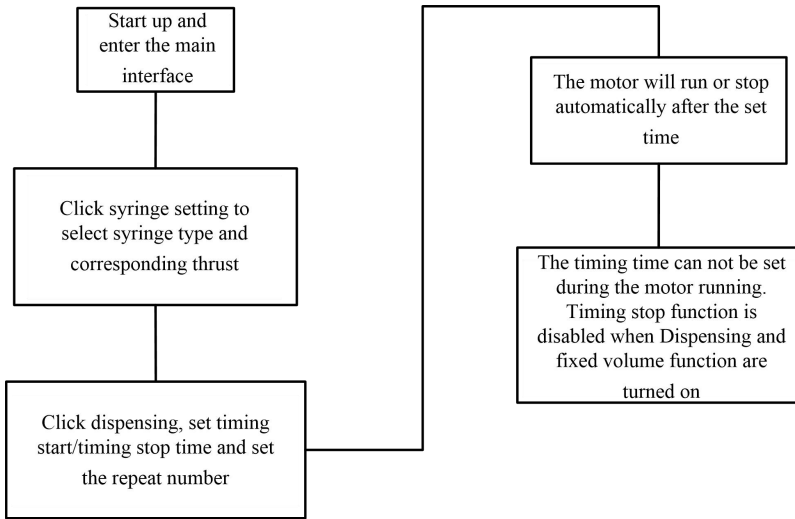 Start up and
enter the main
interface
Click syringe setting to
select syringe type and
corresponding thrust
Click dispensing, set timing
start/timing stop time and set
the repeat number
The motor will run or stop
automatically after the set
time
The timing time can not be set
during the motor running.
Timing stop function is
disabled when Dispensing and
fixed volume function are
turned on